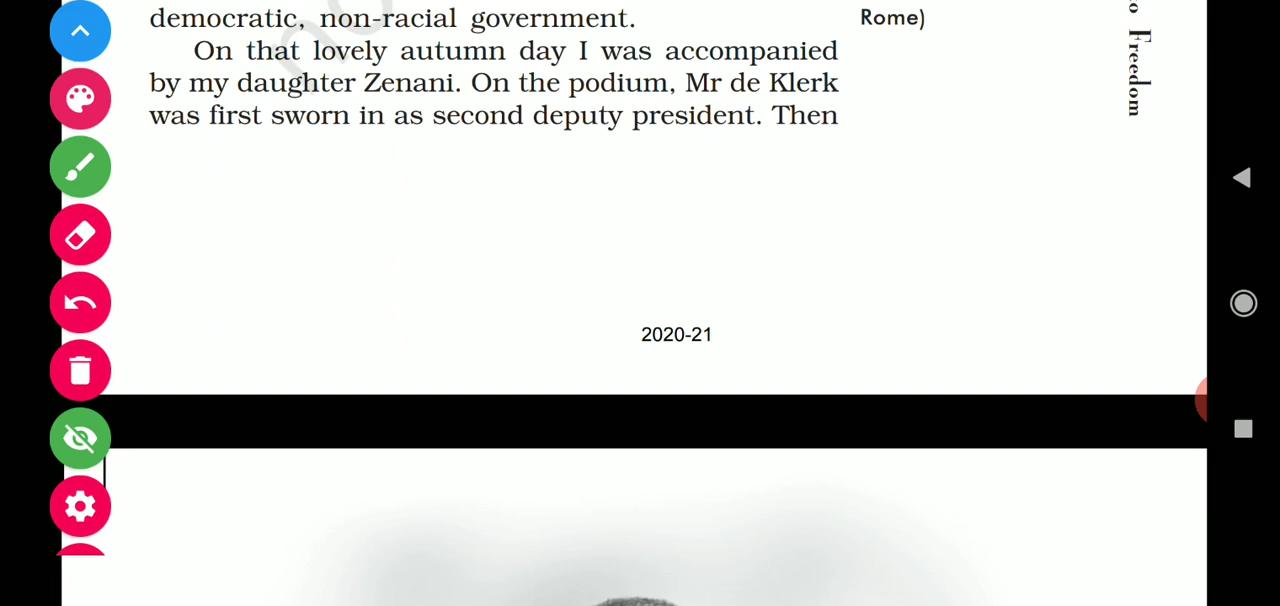 democratic, non-racial government.
On that lovely autumn day I was accompanied
by my daughter Zenani. On the podium, Mr de Klerk
was first sworn in as second deputy president. Then
Rome)
o Freedom
2020-21